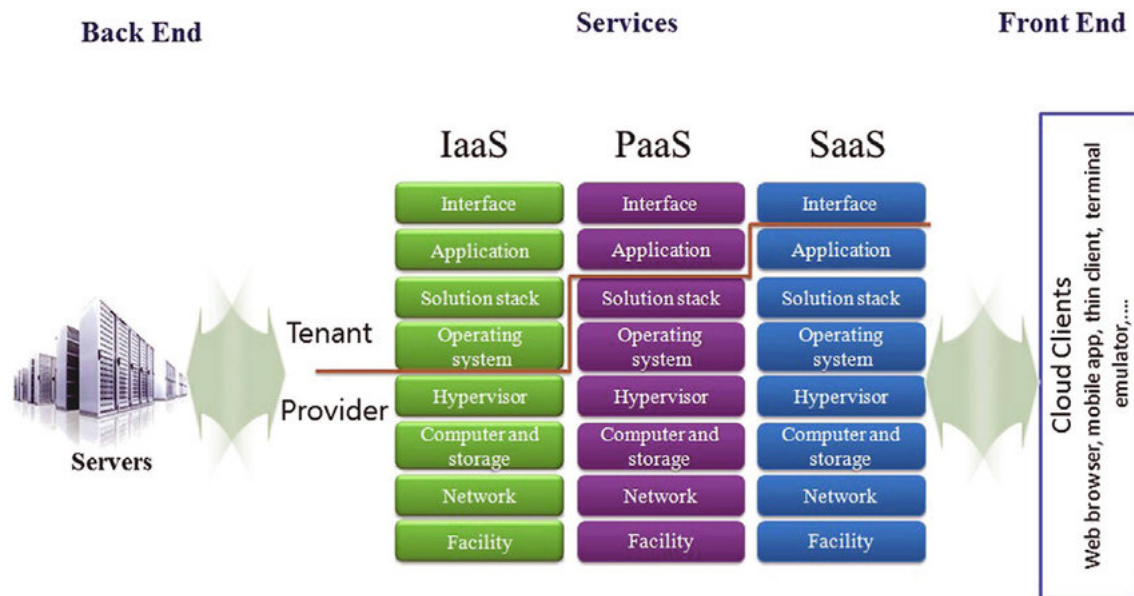 Back End
Services
Front End
IaaS
PaaS
SaaS
Interface
Interface
Interface
Application
Application
Application
Solution stack
Solution stack
Solution stack
Tenant
Operating
system
Operating
system
Operating
system
Provider
Hypervisor
Hypervisor
Hypervisor
Computer and
storage
Computer and
storage
Computer and
storage
Servers
Network
Network
Network
Facility
Facility
Facility
Cloud Clients
Web browser, mobile app, thin client, terminal
emulator,....